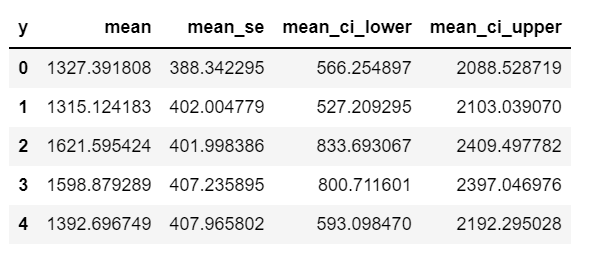 y mean mean_se mean_ci_lower mean_ci_upper
0 1327.391808 388.342295 566.254897 2088.528719
1 1315.124183 402.004779 527.209295 2103.039070
2 1621.595424 401.998386 833.693067 2409.497782
3 1598.879289 407.235895 800.711601 2397.046976
4 1392.696749 407.965802 593.098470 2192.295028